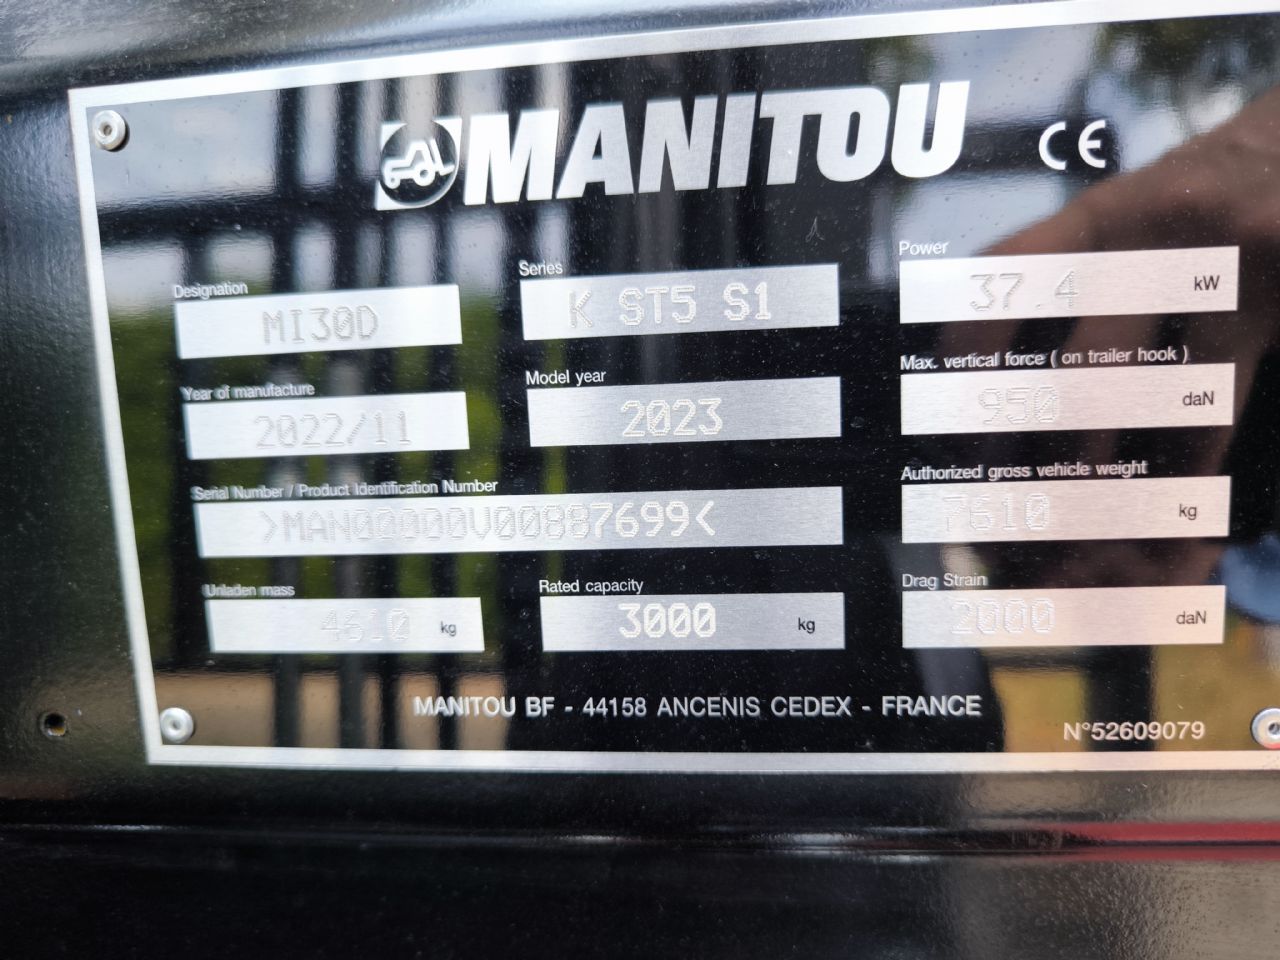 MANITOU CE
Designation Series Power
MI30D K ST5 S1 37.4 kW
Year of manufacture Model year Max. vertical force ( on trailer hook )
2022/11 2023 950 daN
Serial Number / Product Identification Number Authorized gross vehicle weight
>MAN00000V00887699< 7610 kg
Unladen mass Rated capacity Drag Strain
4610 kg 3000 kg 2000 daN
MANITOU BF - 44158 ANCENIS CEDEX - FRANCE
N°52609079